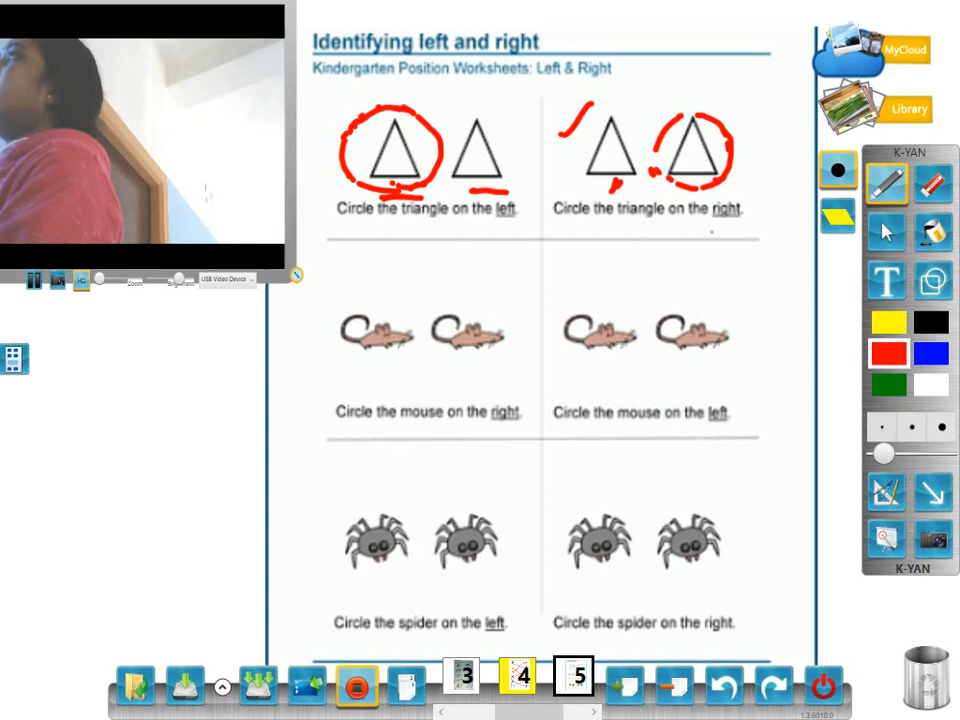 Identifying left and right
Kindergarten Position Worksheets: Left & Right
MyCloud
Library
K-YAN
Circle the triangle on the left.
Circle the triangle on the right.
HD
Zoom
Brightness
USB Video Device
T
Circle the mouse on the right.
Circle the mouse on the left.
K-YAN
Circle the spider on the left.
Circle the spider on the right.
3
4
5
1.3.6010.0